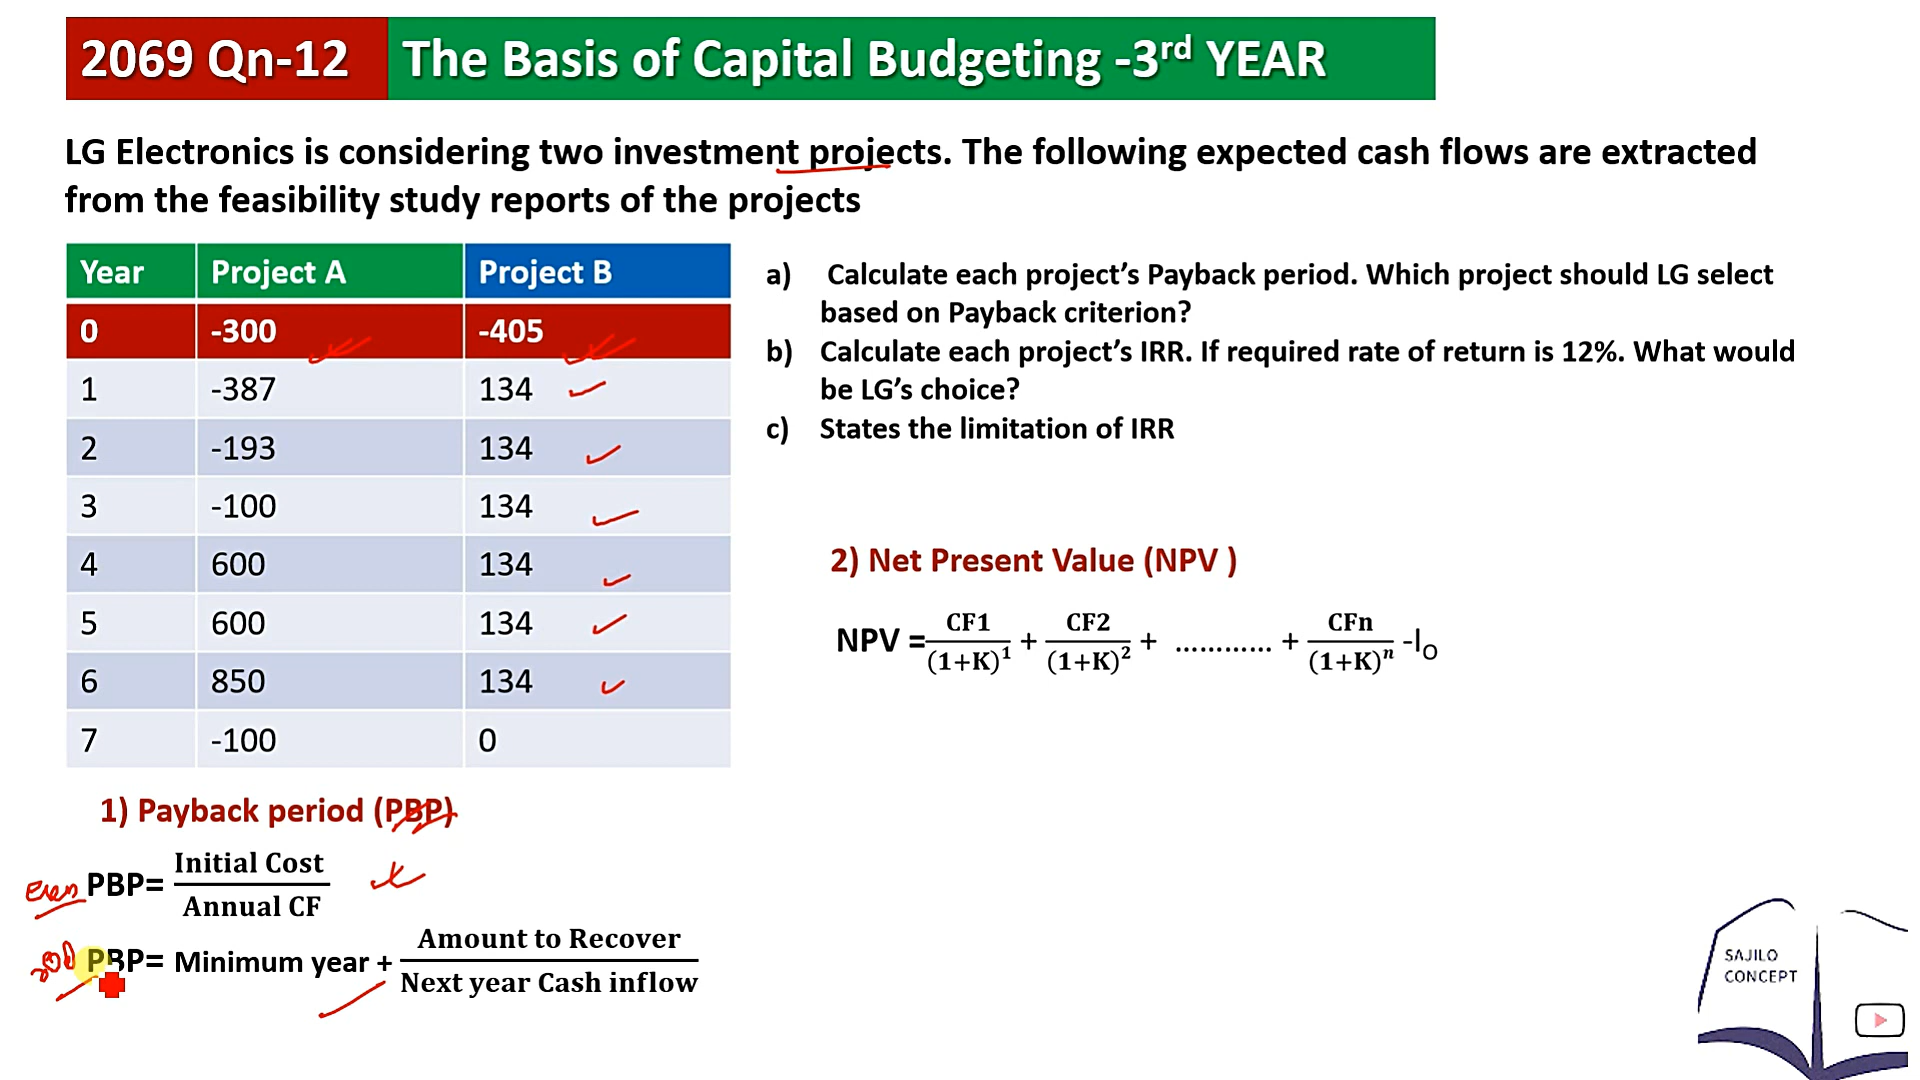 2069 Qn-12 The Basis of Capital Budgeting -3rd YEAR
LG Electronics is considering two investment projects. The following expected cash flows are extracted
from the feasibility study reports of the projects
Year Project A Project B
0 -300 -405
1 -387 134
2 -193 134
3 -100 134
4 600 134
5 600 134
6 850 134
7 -100 0
a) Calculate each project’s Payback period. Which project should LG select
based on Payback criterion?
b) Calculate each project’s IRR. If required rate of return is 12%. What would
be LG’s choice?
c) States the limitation of IRR
1) Payback period (PBP)
Even PBP= Initial Cost / Annual CF
PBP= Minimum year + Amount to Recover / Next year Cash inflow
2) Net Present Value (NPV )
NPV = CF1/(1+K)^1 + CF2/(1+K)^2 + ............ + CFn/(1+K)^n -IO
SAJILO
CONCEPT